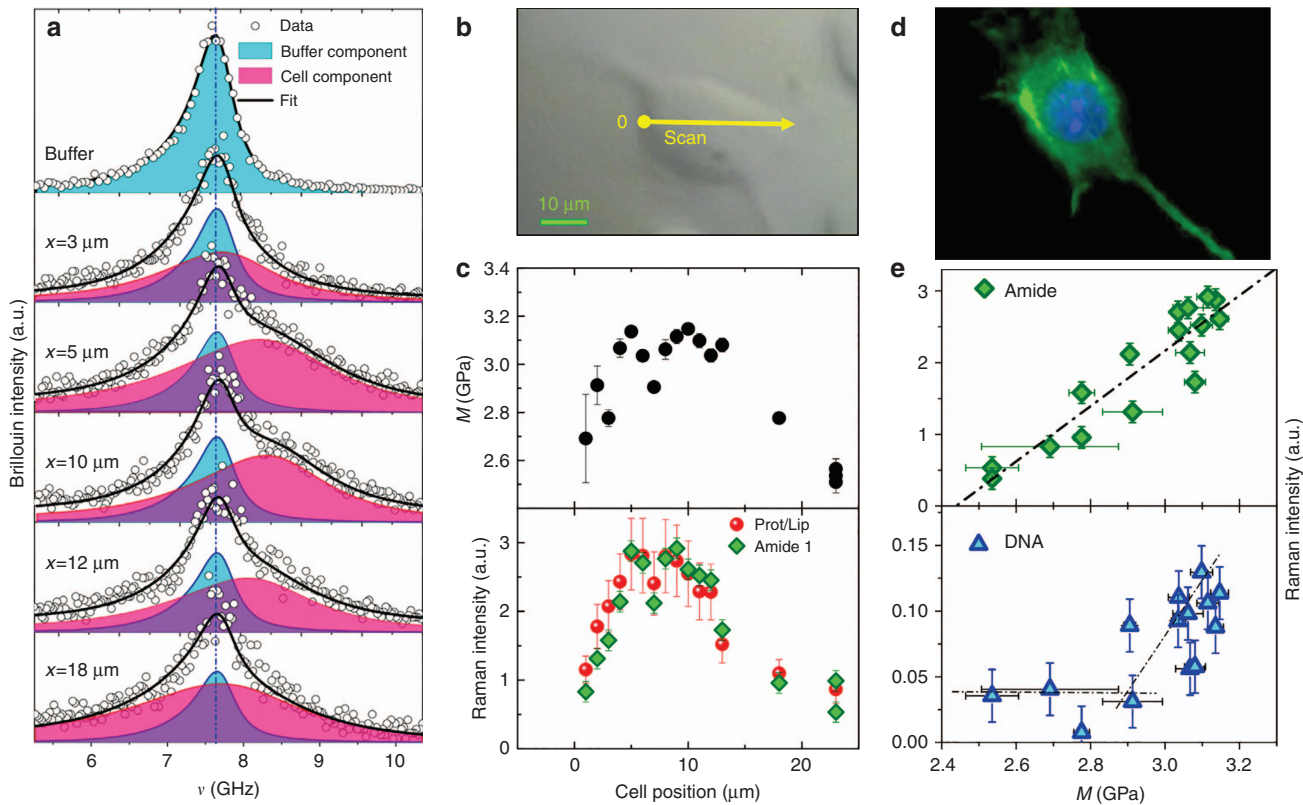 a
Data
Buffer component
Cell component
Fit
Buffer
x=3 μm
x=5 μm
x=10 μm
x=12 μm
x=18 μm
Brillouin intensity (a.u.)
6 7 8 9 10
ν (GHz)
b
0
Scan
10 μm
c
3.4
3.2
3.0
2.8
2.6
M (GPa)
3
2
1
0
Prot/Lip
Amide 1
Raman intensity (a.u.)
0 10 20
Cell position (μm)
d
e
3
2
1
0
Amide
0.15
0.10
0.05
0.00
DNA
Raman intensity (a.u.)
2.4 2.6 2.8 3.0 3.2
M (GPa)